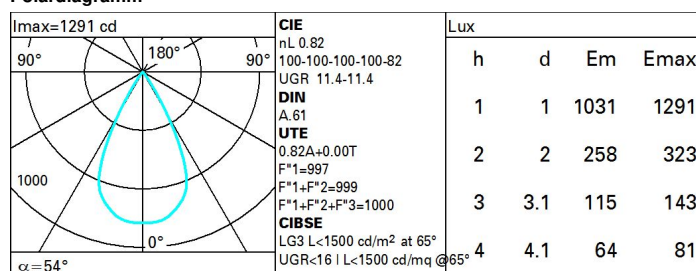 Polardiagramm
Imax=1291 cd
90°
180°
90°
1000
0°
α=54°
CIE
nL 0.82
100-100-100-100-82
UGR 11.4-11.4
DIN
A.61
UTE
0.82A+0.00T
F"1=997
F"1+F"2=999
F"1+F"2+F"3=1000
CIBSE
LG3 L<1500 cd/m² at 65°
UGR<16 | L<1500 cd/mq @65°
Lux
h d Em Emax
1 1 1031 1291
2 2 258 323
3 3.1 115 143
4 4.1 64 81